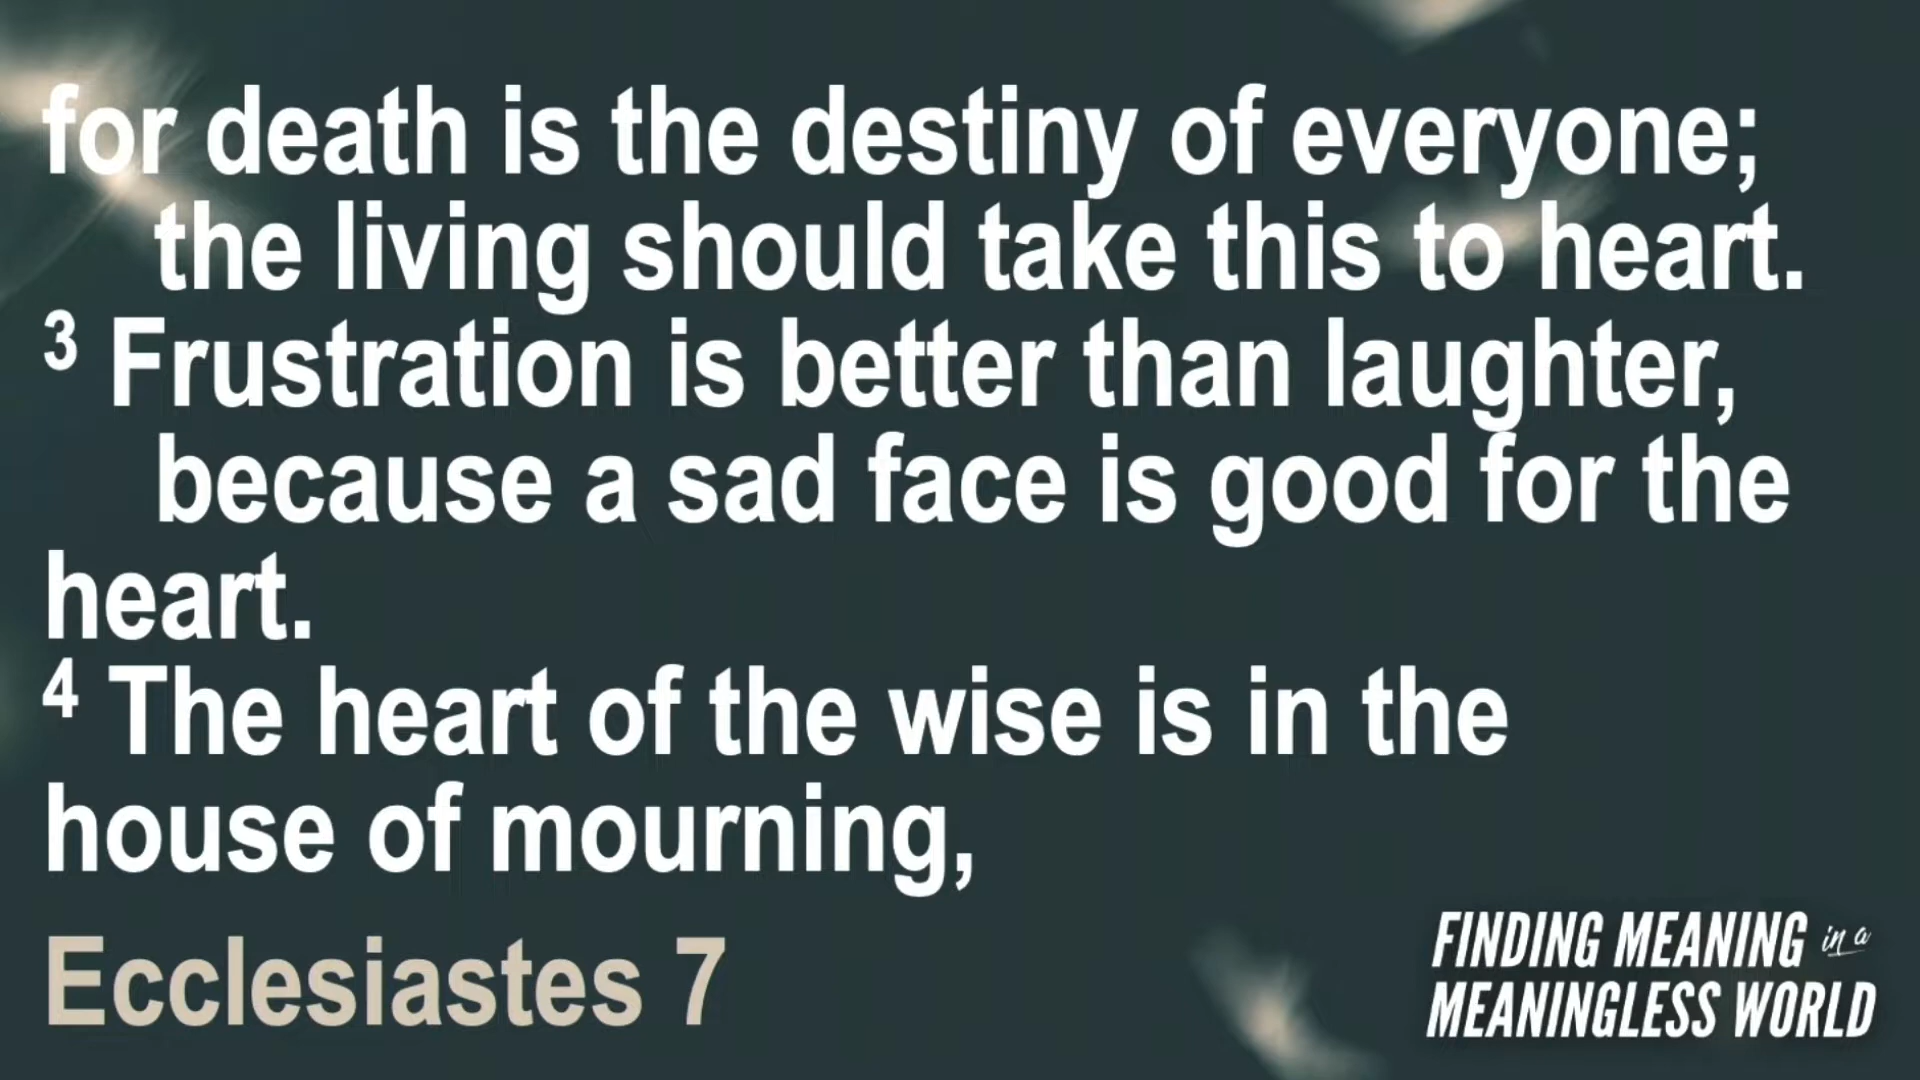 for death is the destiny of everyone;
the living should take this to heart.
3 Frustration is better than laughter,
because a sad face is good for the
heart.
4 The heart of the wise is in the
house of mourning,
Ecclesiastes 7
FINDING MEANING in a
MEANINGLESS WORLD